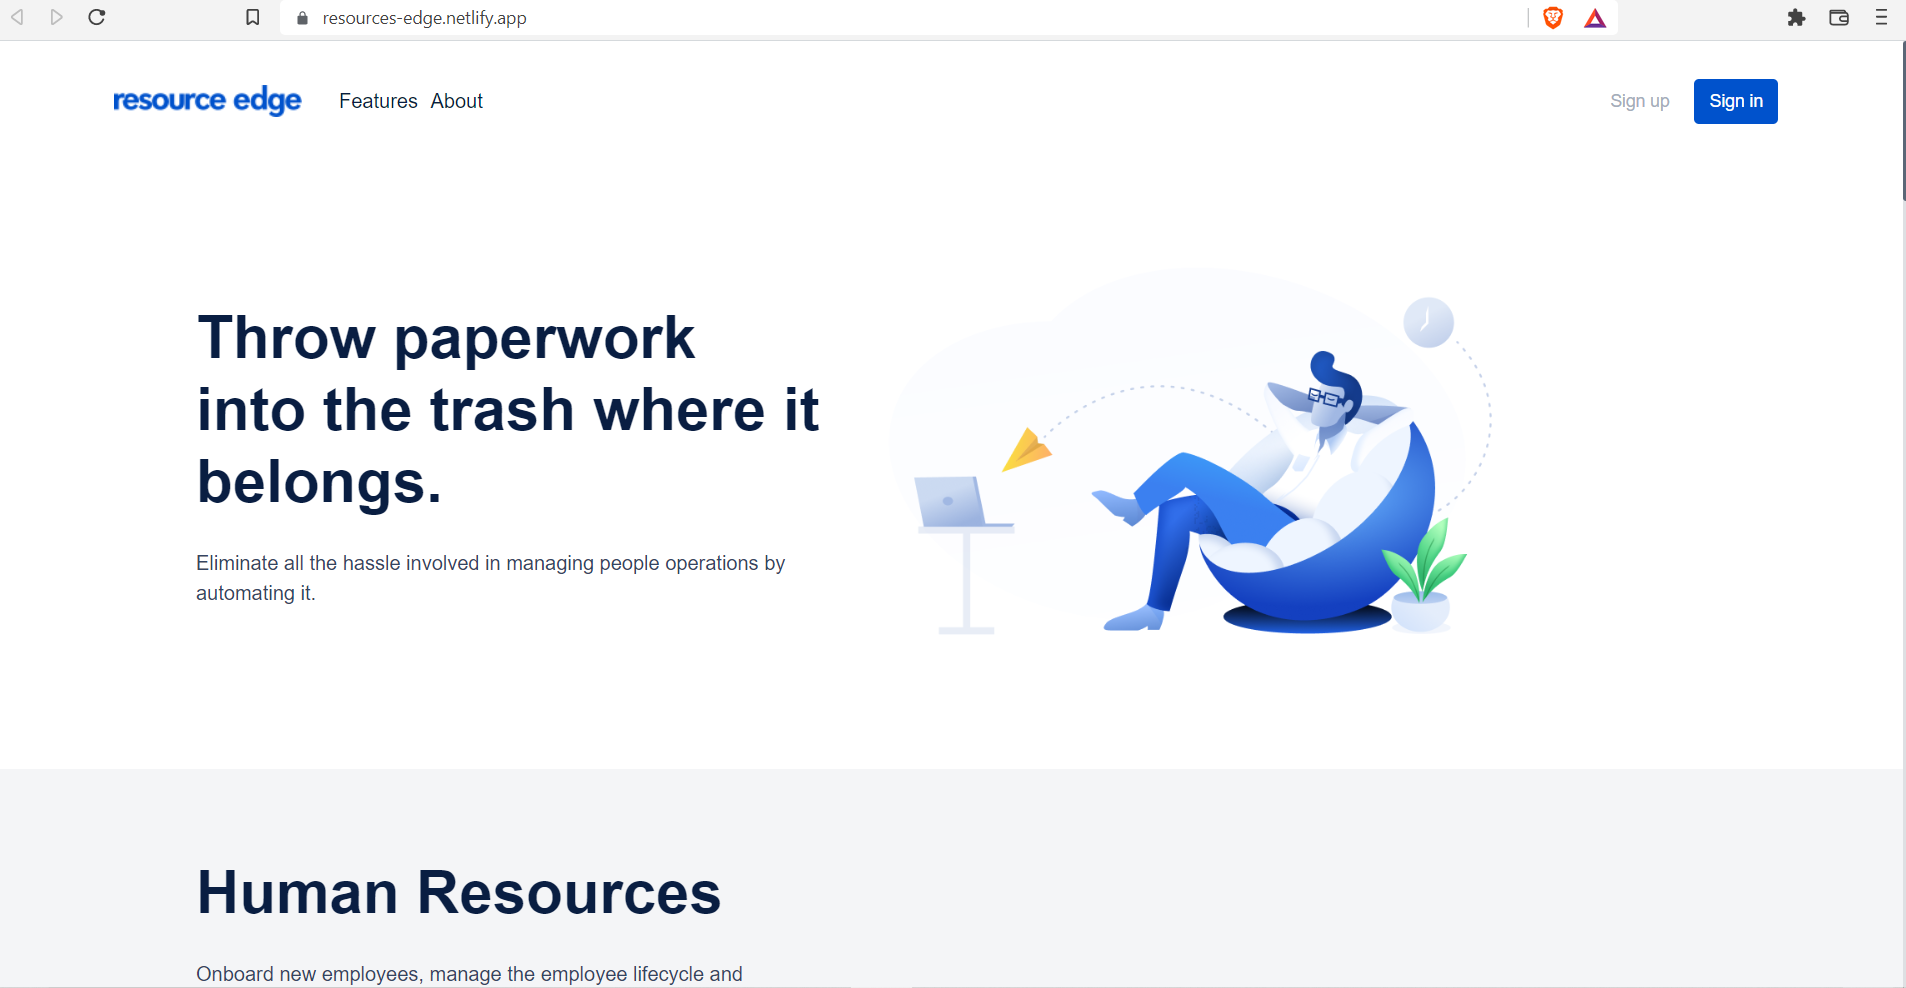 resources-edge.netlify.app
resource edge Features About Sign up Sign in
Throw paperwork
into the trash where it
belongs.
Eliminate all the hassle involved in managing people operations by
automating it.
Human Resources
Onboard new employees, manage the employee lifecycle and